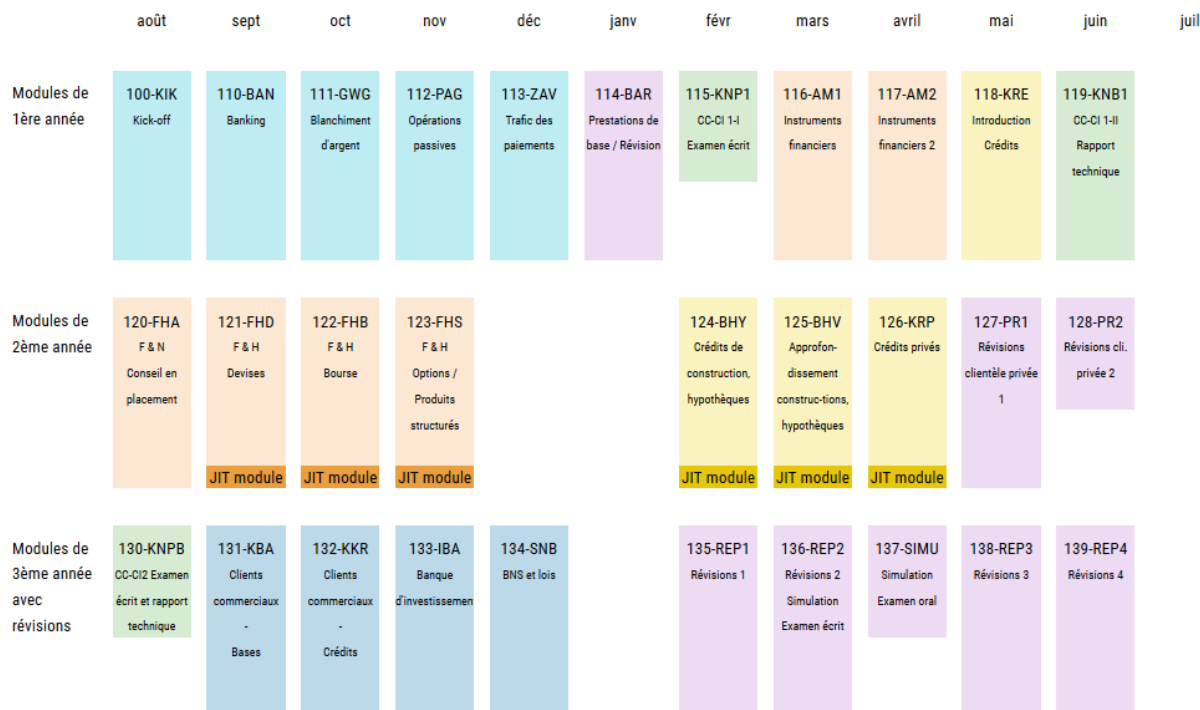 août sept oct nov déc janv févr mars avril mai juin juil
Modules de
1ère année
100-KIK
Kick-off
110-BAN
Banking
111-GWG
Blanchiment
d'argent
112-PAG
Opérations
passives
113-ZAV
Trafic des
paiements
114-BAR
Prestations de
base / Révision
115-KNP1
CC-CI 1-I
Examen écrit
116-AM1
Instruments
financiers
117-AM2
Instruments
financiers 2
118-KRE
Introduction
Crédits
119-KNB1
CC-CI 1-II
Rapport
technique
Modules de
2ème année
120-FHA
F & N
Conseil en
placement
121-FHD
F & H
Devises
JIT module
122-FHB
F & H
Bourse
JIT module
123-FHS
F & H
Options /
Produits
structurés
JIT module
124-BHY
Crédits de
construction,
hypothèques
JIT module
125-BHV
Approfon-
dissement
construc-tions,
hypothèques
JIT module
126-KRP
Crédits privés
JIT module
127-PR1
Révisions
clientèle privée
1
128-PR2
Révisions cli.
privée 2
Modules de
3ème année
avec
révisions
130-KNPB
CC-CI2 Examen
écrit et rapport
technique
131-KBA
Clients
commerciaux
-
Bases
132-KKR
Clients
commerciaux
-
Crédits
133-IBA
Banque
d'investissement
134-SNB
BNS et lois
135-REP1
Révisions 1
136-REP2
Révisions 2
Simulation
Examen écrit
137-SIMU
Simulation
Examen oral
138-REP3
Révisions 3
139-REP4
Révisions 4